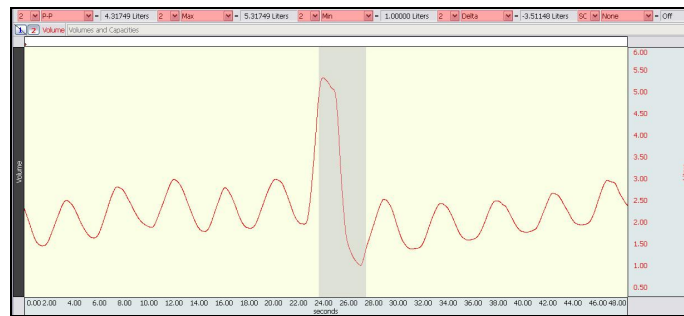 2 P-P = 4.31749 Liters 2 Max = 5.31749 Liters 2 Min = 1.00000 Liters 2 Delta = -3.51148 Liters SC None = Off
1 2 Volume Volumes and Capacities
6.00
5.50
5.00
4.50
4.00
3.50
3.00
2.50
2.00
1.50
1.00
0.50
Volume
0.00 2.00 4.00 6.00 8.00 10.00 12.00 14.00 16.00 18.00 20.00 22.00 24.00 26.00 28.00 30.00 32.00 34.00 36.00 38.00 40.00 42.00 44.00 46.00 48.00
seconds